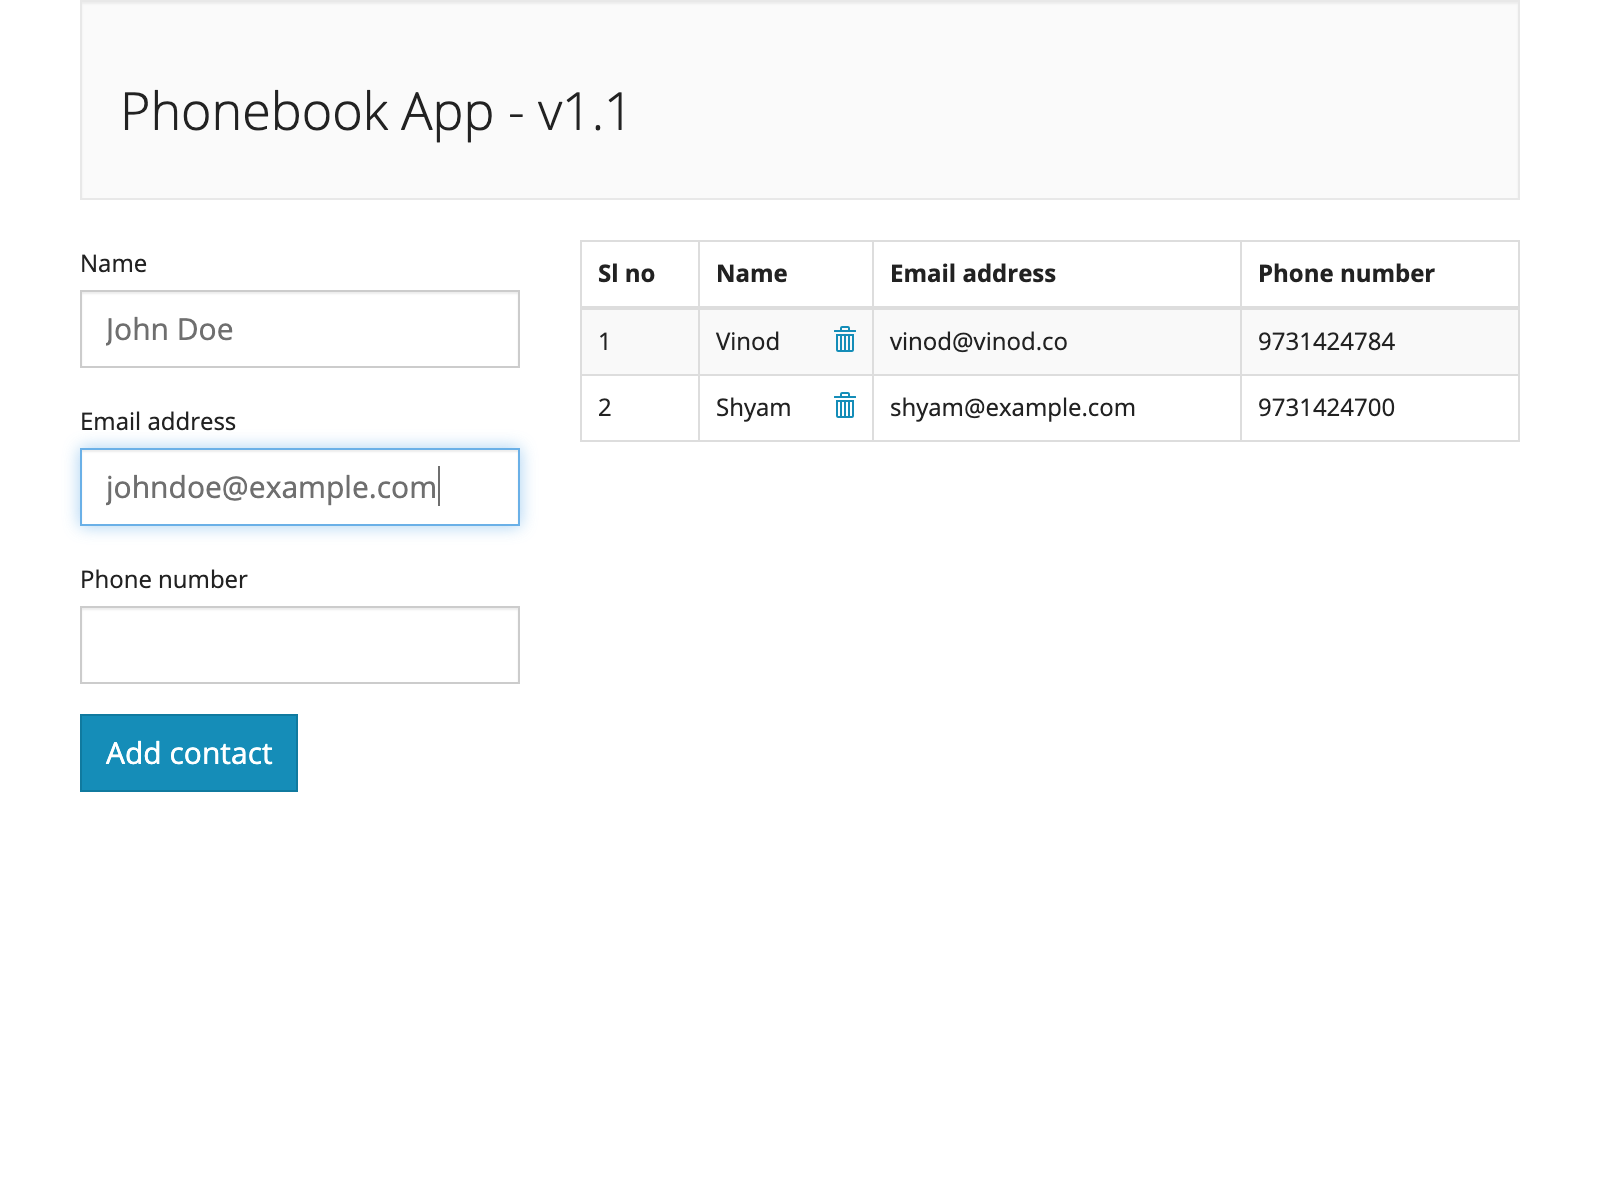 Phonebook App - v1.1
Name
John Doe
Email address
johndoe@example.com
Phone number
Add contact
Sl no Name Email address Phone number
1 Vinod vinod@vinod.co 9731424784
2 Shyam shyam@example.com 9731424700